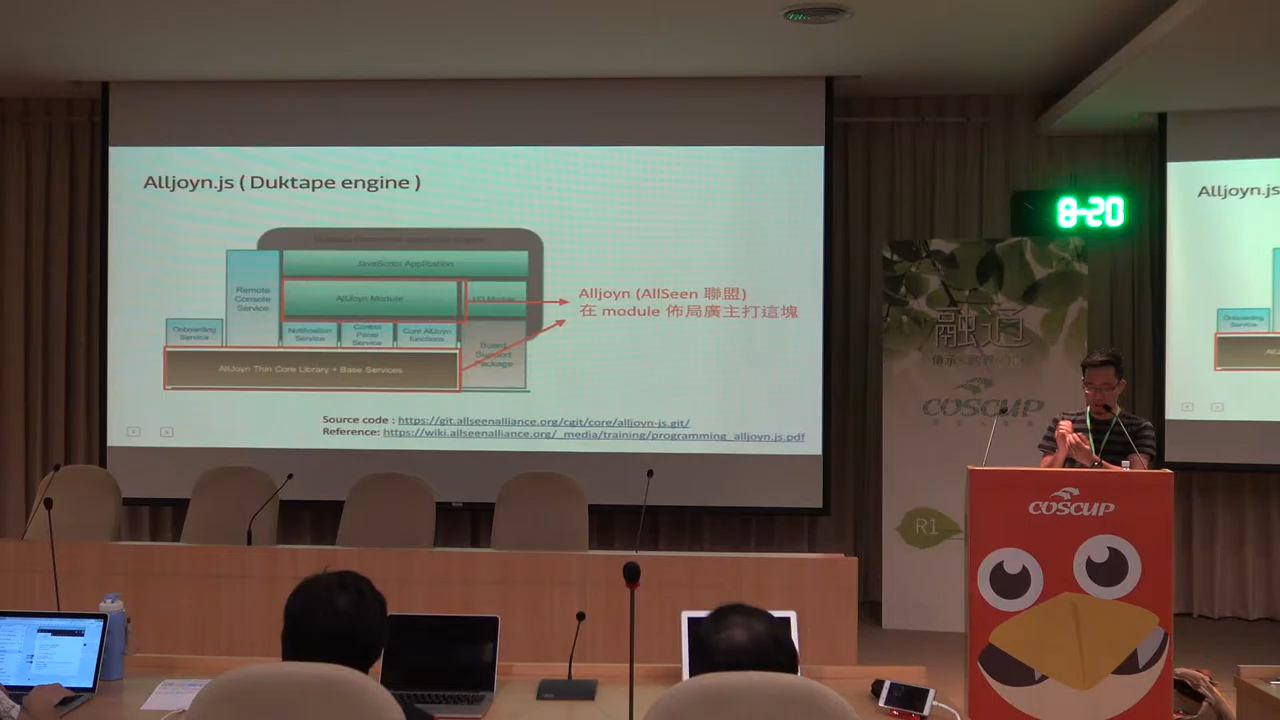 Alljoyn.js ( Duktape engine )
JavaScript Application
Remote
Console
Service
AllJoyn Module
I/O Module
Onboarding
Service
Notification
Service
Control
Panel
Service
Core AllJoyn
functions
Board
Support
Package
AllJoyn Thin Core Library + Base Services
Alljoyn (AllSeen 聯盟)
在 module 佈局廣主打這塊
Source code : https://git.allseenalliance.org/cgit/core/alljoyn-js.git/
Reference: https://wiki.allseenalliance.org/_media/training/programming_alljoyn.js.pdf
8-20
Alljoyn.js
Onboarding
Service
融通
COSCUP
R1
COSCUP